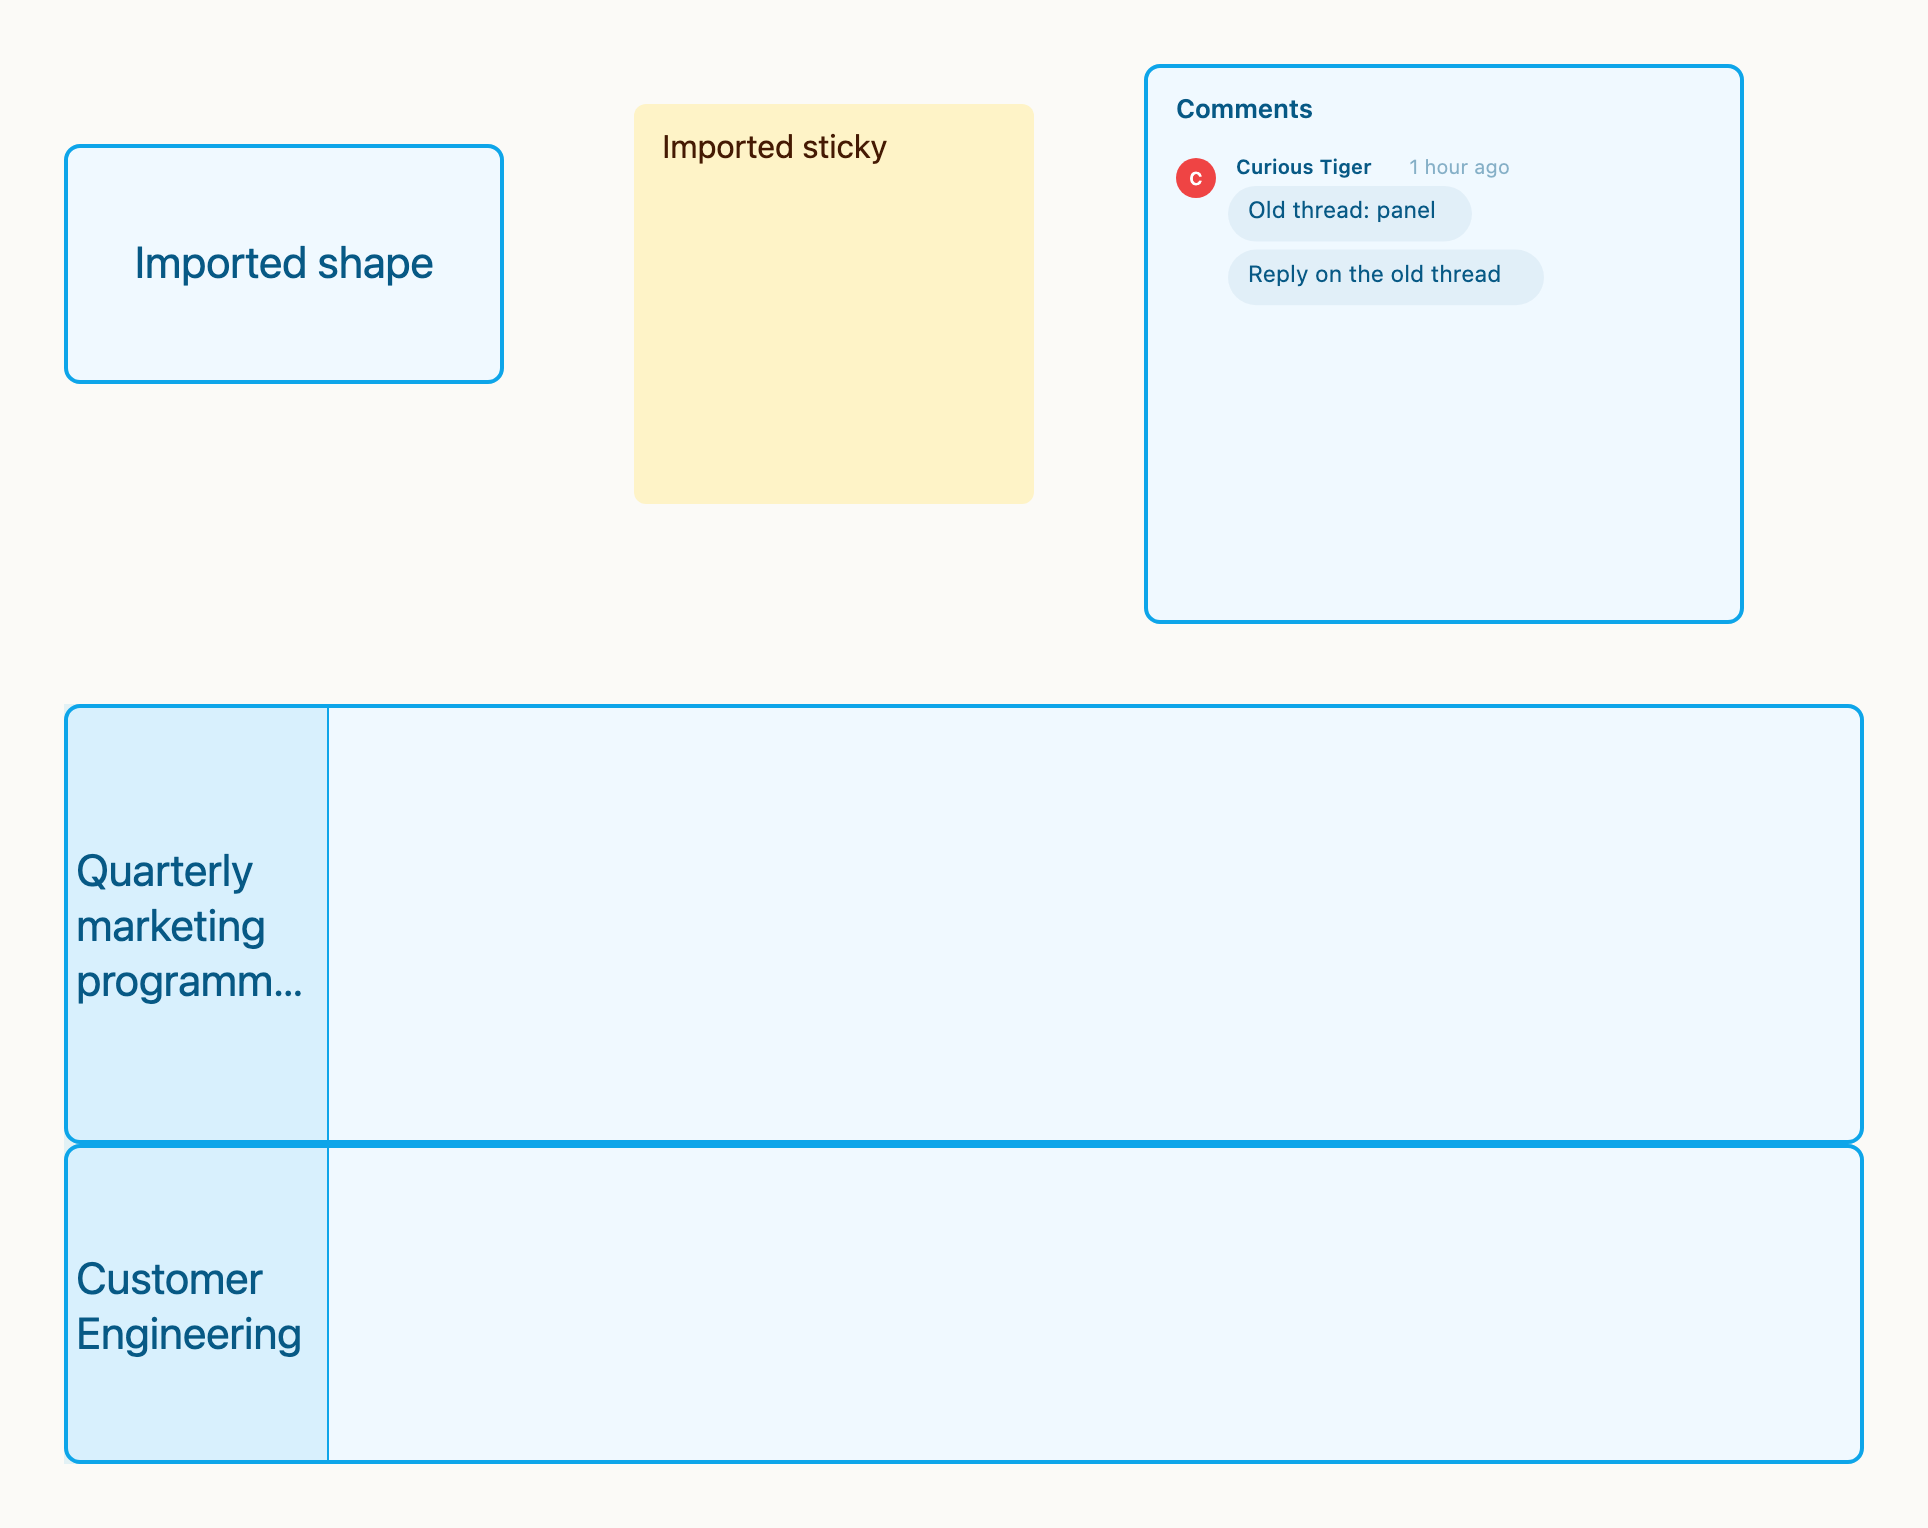 Imported shape
Imported sticky
Comments
C
Curious Tiger 1 hour ago
Old thread: panel
Reply on the old thread
Quarterly
marketing
programm...
Customer
Engineering